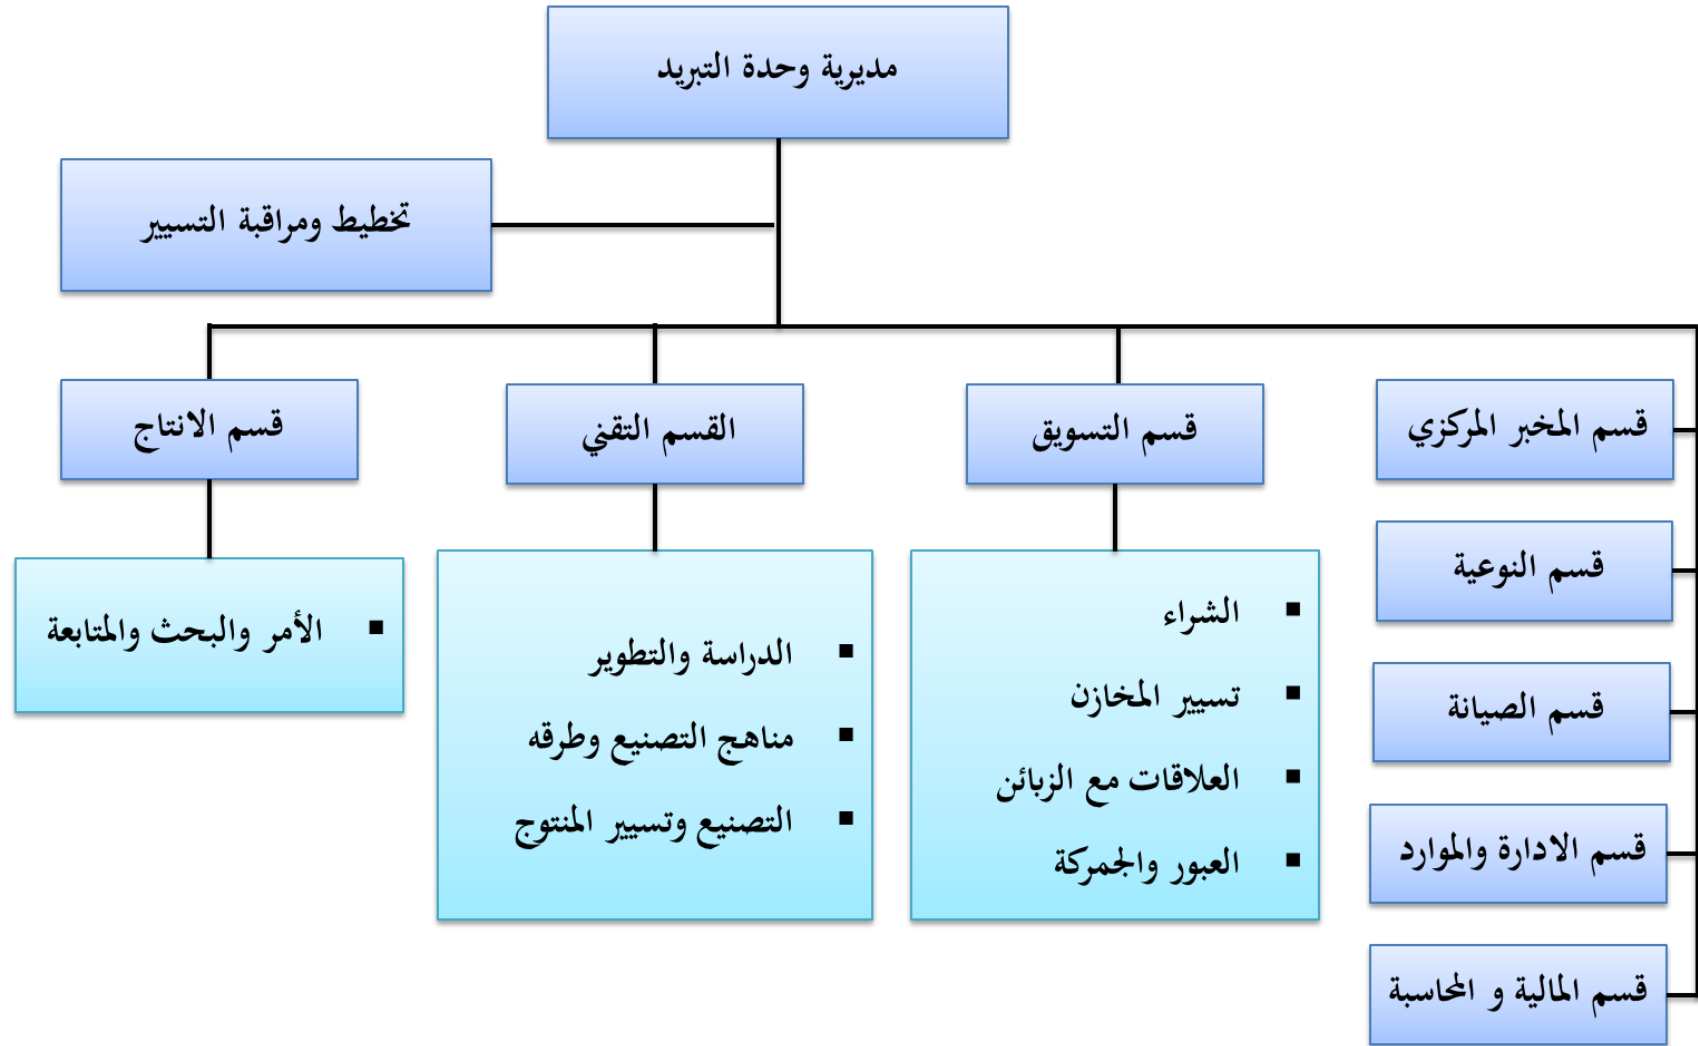 مديرية وحدة التبريد
تخطيط ومراقبة التسيير
قسم المخبر المركزي
قسم النوعية
قسم الصيانة
قسم الادارة والموارد
قسم المالية و المحاسبة
قسم التسويق
▪ الشراء
▪ تسيير المخازن
▪ العلاقات مع الزبائن
▪ العبور والجمركة
القسم التقني
▪ الدراسة والتطوير
▪ مناهج التصنيع وطرقه
▪ التصنيع وتسيير المنتوج
قسم الانتاج
▪ الأمر والبحث والمتابعة